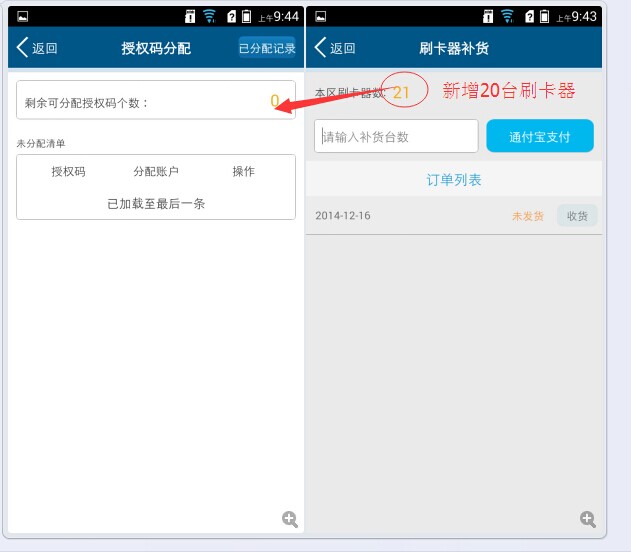 上午9:44
返回
授权码分配
已分配记录
剩余可分配授权码个数：
0
未分配清单
授权码 分配账户 操作
已加载至最后一条
上午9:43
返回
刷卡器补货
本区刷卡器数: 21
新增20台刷卡器
请输入补货台数
通付宝支付
订单列表
2014-12-16 未发货 收货